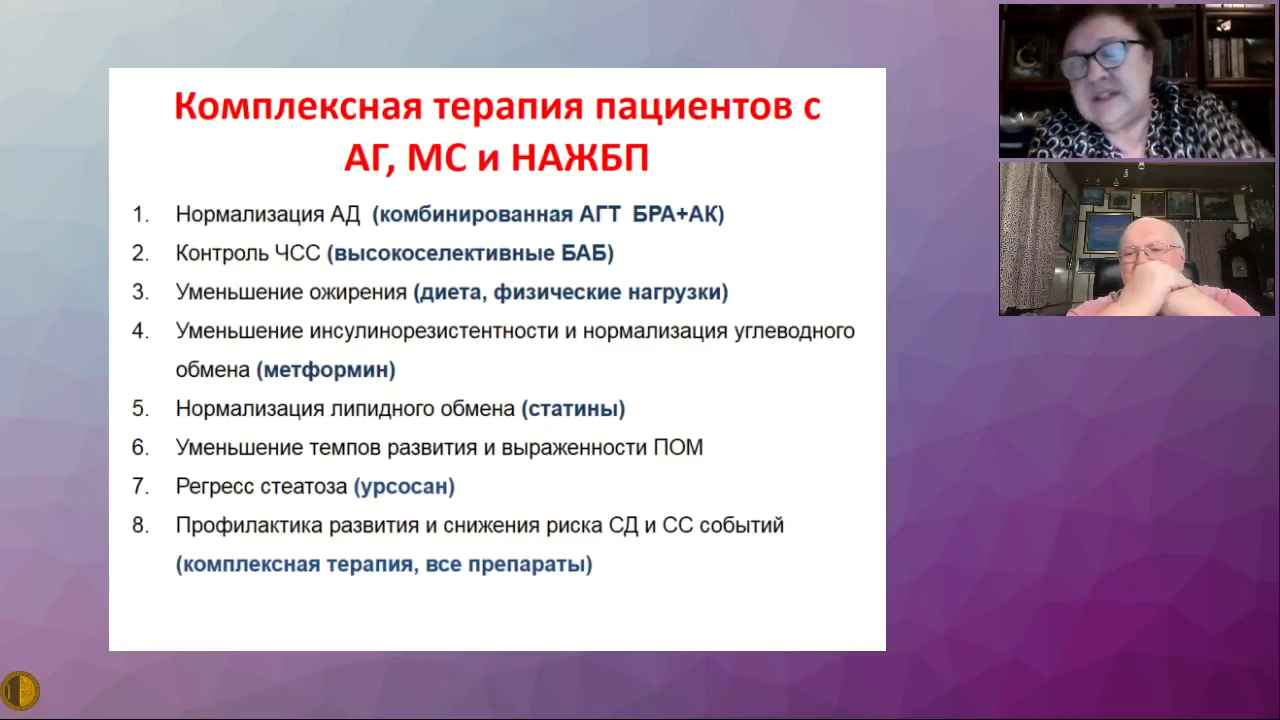 Комплексная терапия пациентов с
АГ, МС и НАЖБП
1. Нормализация АД (комбинированная АГТ БРА+АК)
2. Контроль ЧСС (высокоселективные БАБ)
3. Уменьшение ожирения (диета, физические нагрузки)
4. Уменьшение инсулинорезистентности и нормализация углеводного
обмена (метформин)
5. Нормализация липидного обмена (статины)
6. Уменьшение темпов развития и выраженности ПОМ
7. Регресс стеатоза (урсосан)
8. Профилактика развития и снижения риска СД и СС событий
(комплексная терапия, все препараты)